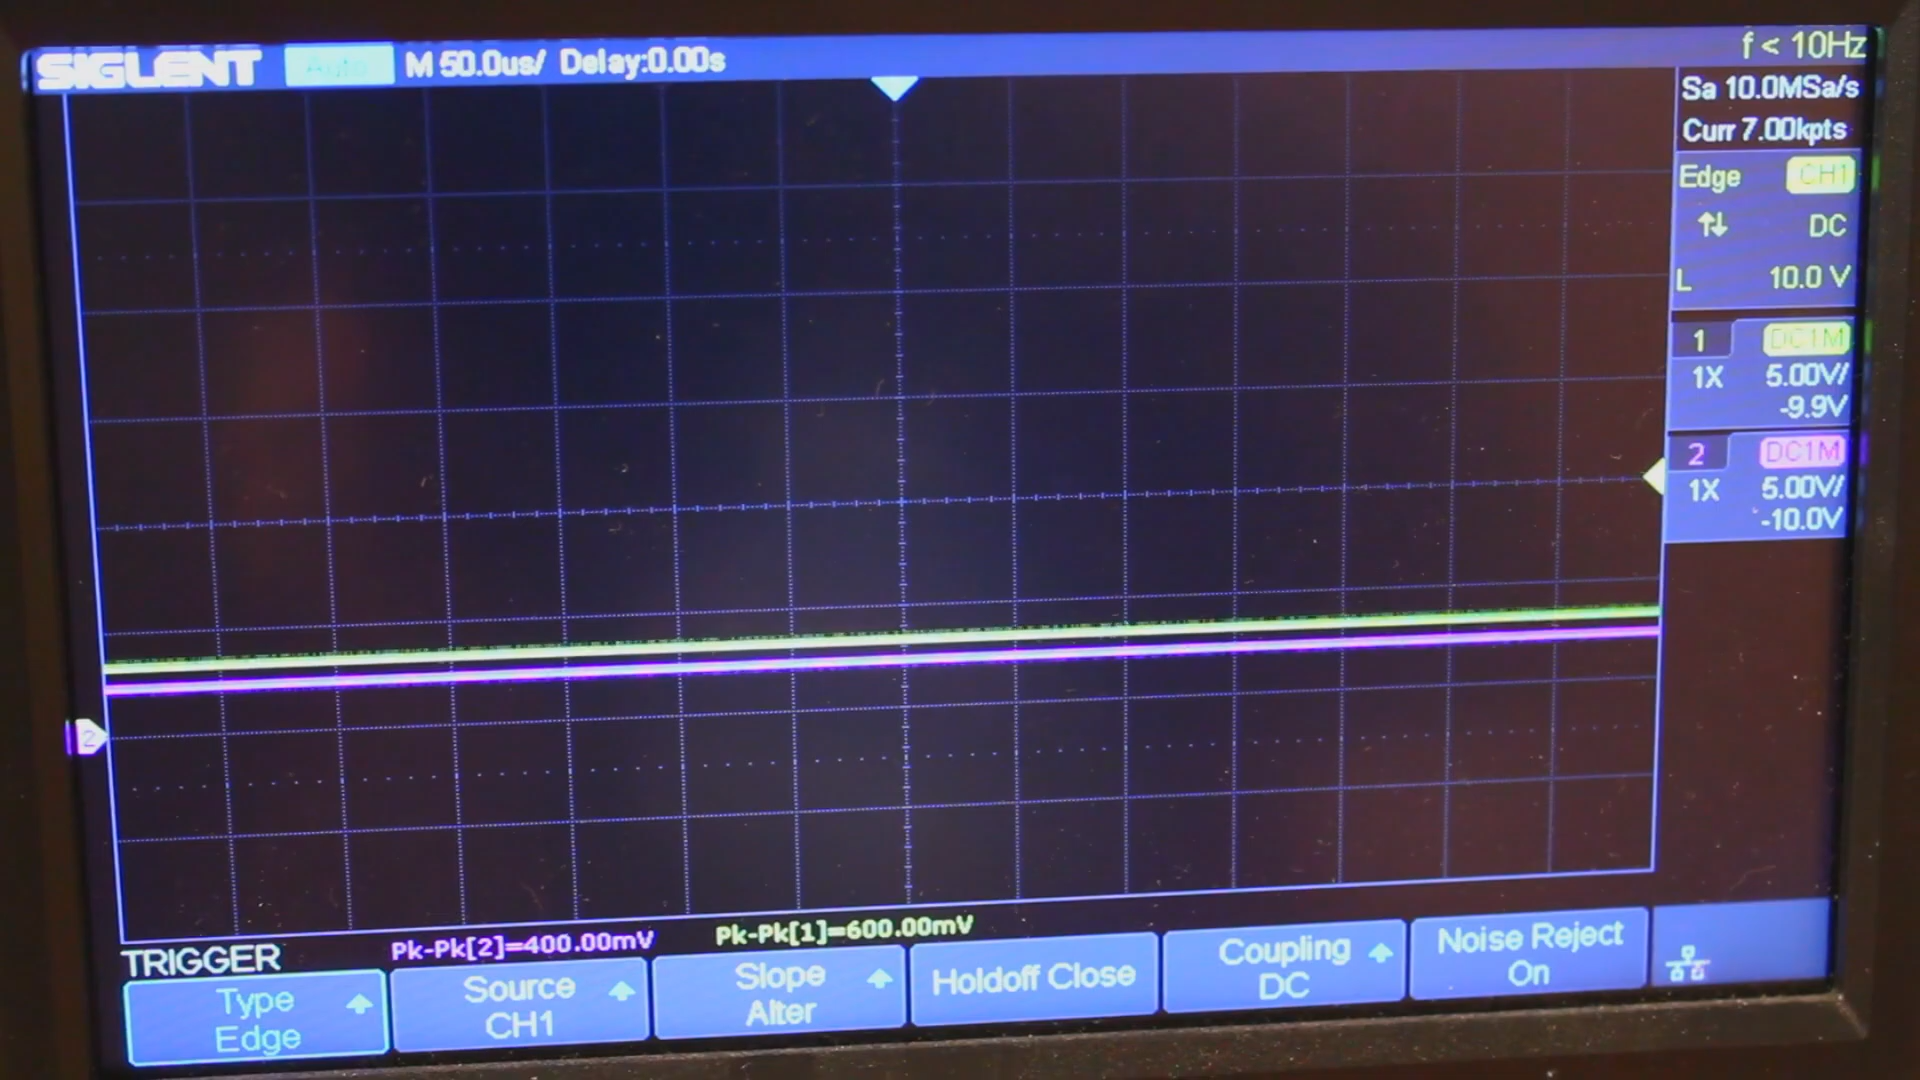 SIGLENT Auto M 50.0us/ Delay:0.00s f < 10Hz
Sa 10.0MSa/s
Curr 7.00kpts
Edge CH1
DC
L 10.0 V
1 DC1M
1X 5.00V/
-9.9V
2 DC1M
1X 5.00V/
-10.0V
2
TRIGGER Pk-Pk[2]=400.00mV Pk-Pk[1]=600.00mV
Type
Edge
Source
CH1
Slope
Alter
Holdoff Close
Coupling
DC
Noise Reject
On